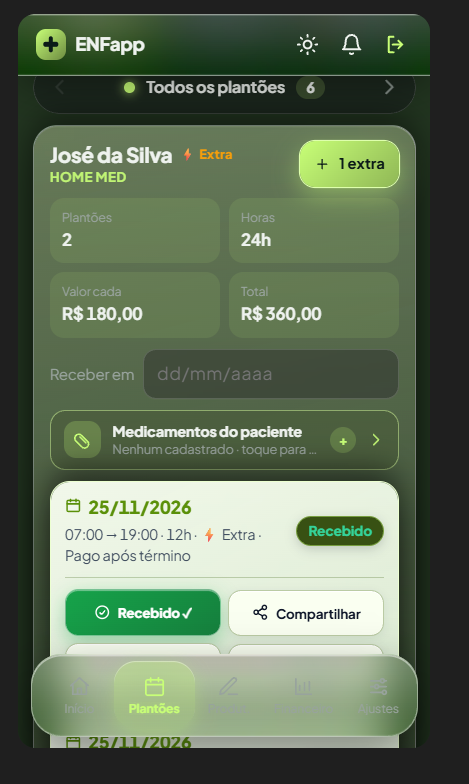 ENFapp
Todos os plantões 6
José da Silva Extra
HOME MED
+ 1 extra
Plantões
2
Horas
24h
Valor cada
R$ 180,00
Total
R$ 360,00
Receber em dd/mm/aaaa
Medicamentos do paciente
Nenhum cadastrado · toque para ...
+
25/11/2026
07:00 → 19:00 · 12h · Extra ·
Pago após término
Recebido
Recebido ✓
Compartilhar
Plantões
Ajustes
25/11/2026